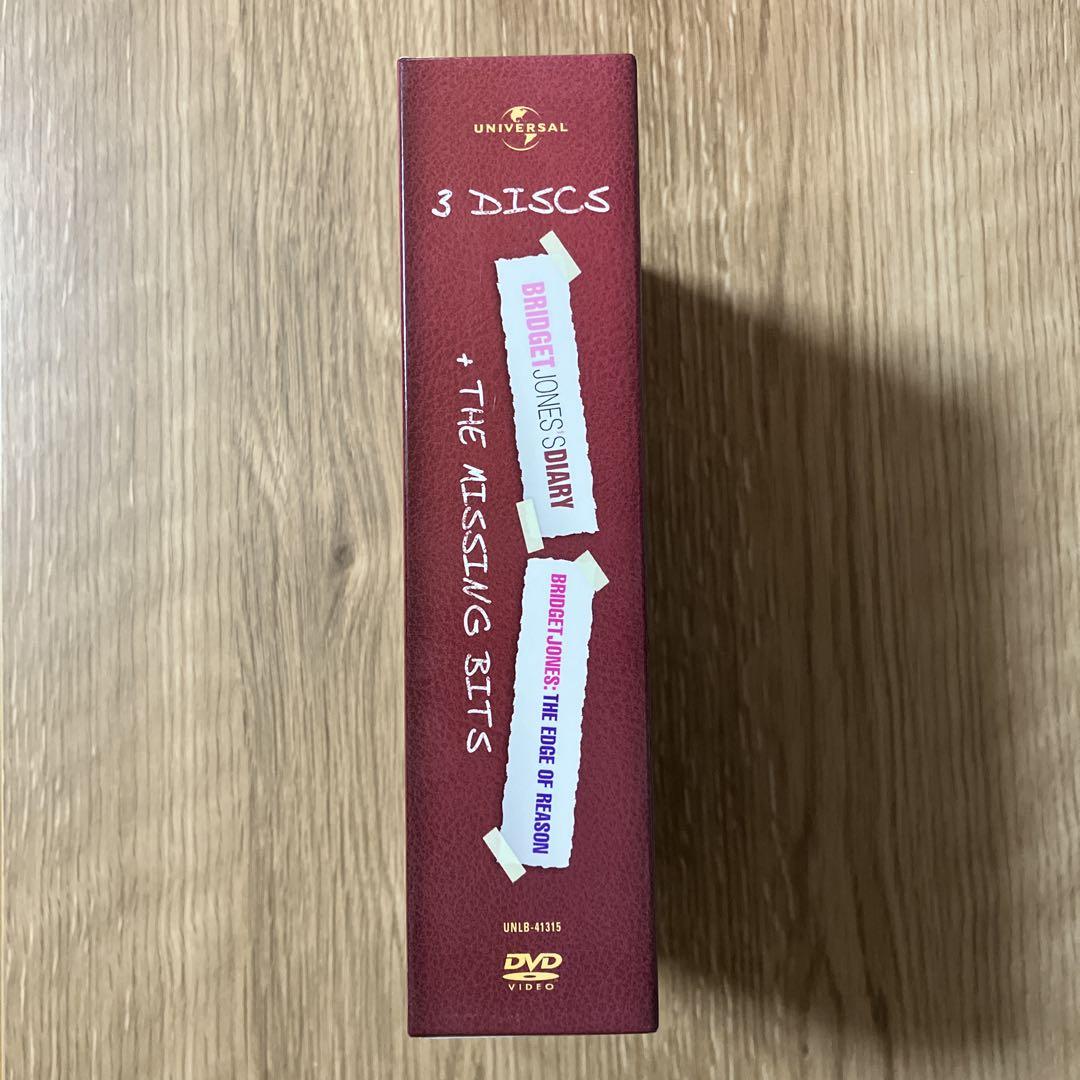 UNIVERSAL
3 DISCS
BRIDGET JONES'S DIARY
+ THE MISSING BITS
BRIDGET JONES: THE EDGE OF REASON
UNLB-41315
DVD
VIDEO